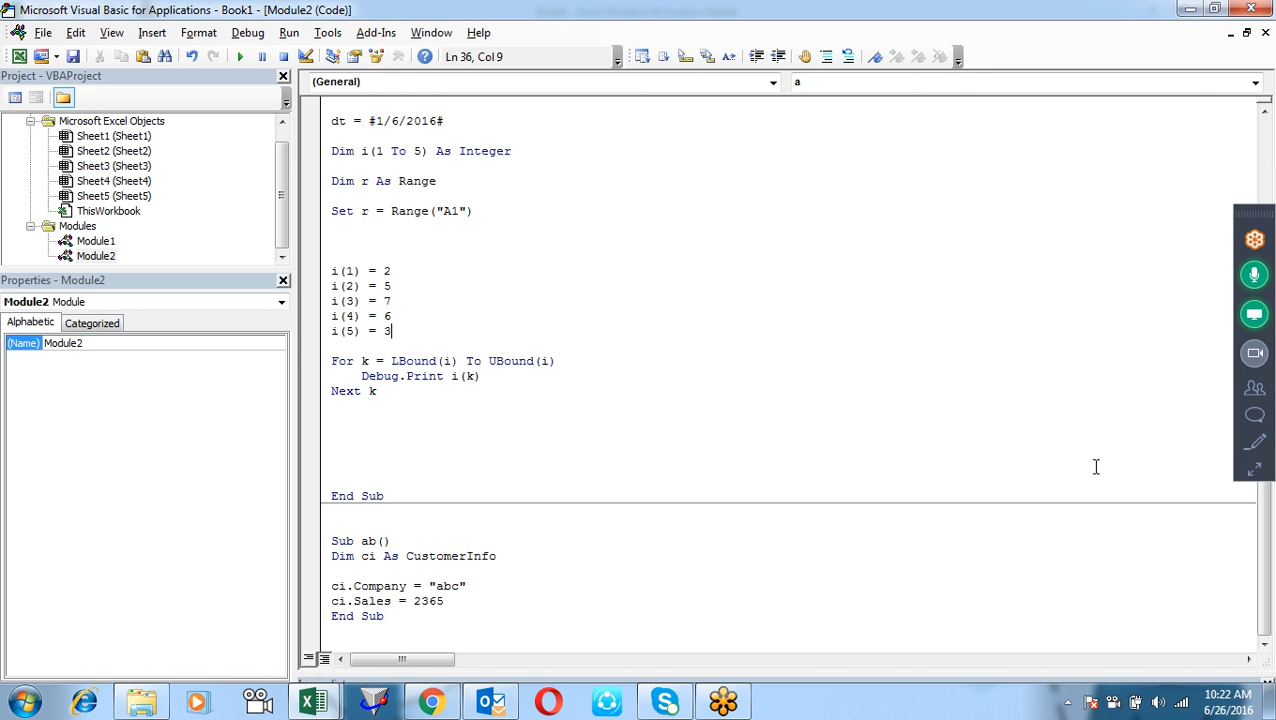 Microsoft Visual Basic for Applications - Book1 - [Module2 (Code)]
File Edit View Insert Format Debug Run Tools Add-Ins Window Help
Ln 36, Col 9
Project - VBAProject
(General) a
Microsoft Excel Objects
Sheet1 (Sheet1)
Sheet2 (Sheet2)
Sheet3 (Sheet3)
Sheet4 (Sheet4)
Sheet5 (Sheet5)
ThisWorkbook
Modules
Module1
Module2
Properties - Module2
Module2 Module
Alphabetic Categorized
(Name) Module2
dt = #1/6/2016#
Dim i(1 To 5) As Integer
Dim r As Range
Set r = Range("A1")
i(1) = 2
i(2) = 5
i(3) = 7
i(4) = 6
i(5) = 3
For k = LBound(i) To UBound(i)
Debug.Print i(k)
Next k
End Sub
Sub ab()
Dim ci As CustomerInfo
ci.Company = "abc"
ci.Sales = 2365
End Sub
10:22 AM
6/26/2016